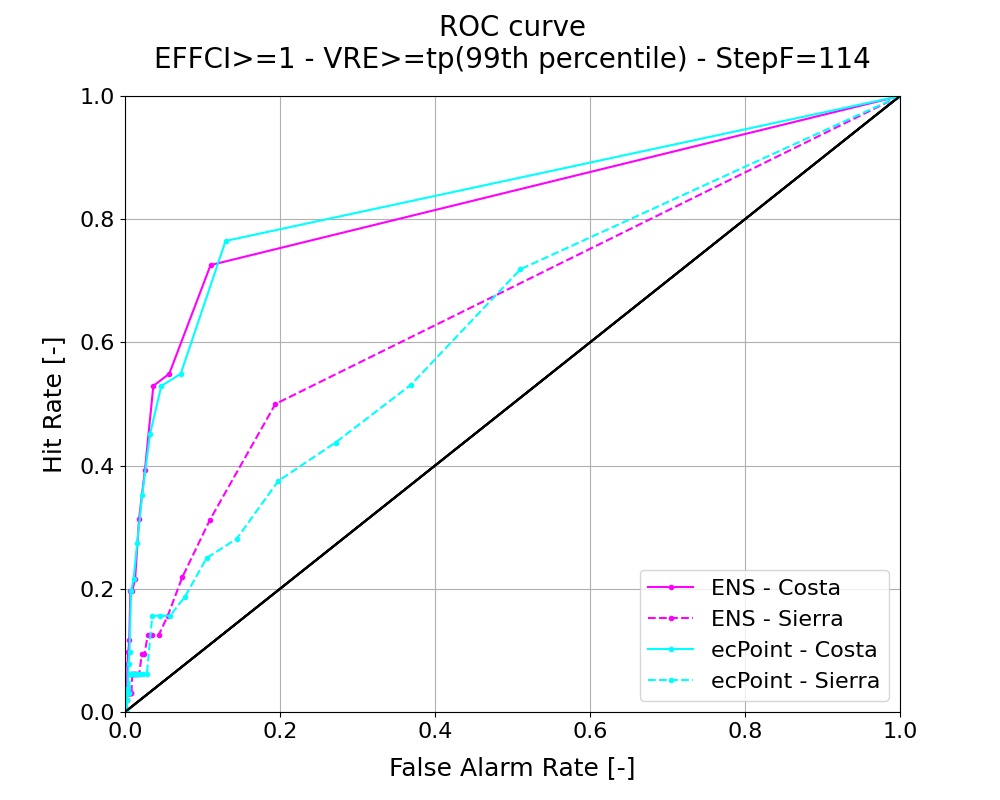 ROC curve
EFFCI>=1 - VRE>=tp(99th percentile) - StepF=114
1.0
0.8
0.6
0.4
0.2
0.0
Hit Rate [-]
0.0 0.2 0.4 0.6 0.8 1.0
False Alarm Rate [-]
ENS - Costa
ENS - Sierra
ecPoint - Costa
ecPoint - Sierra